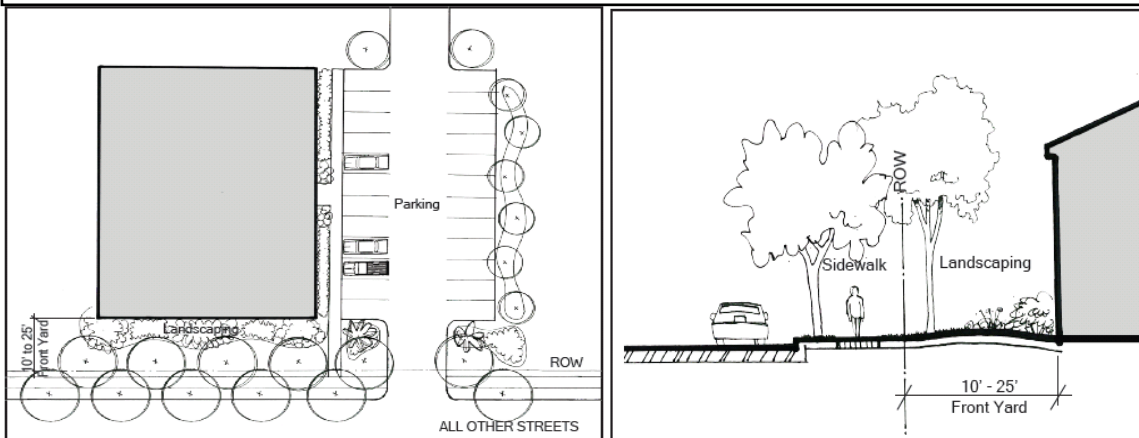 Parking
Landscaping
10' to 25'
Front Yard
ROW
ALL OTHER STREETS
ROW
Sidewalk
Landscaping
10' - 25'
Front Yard